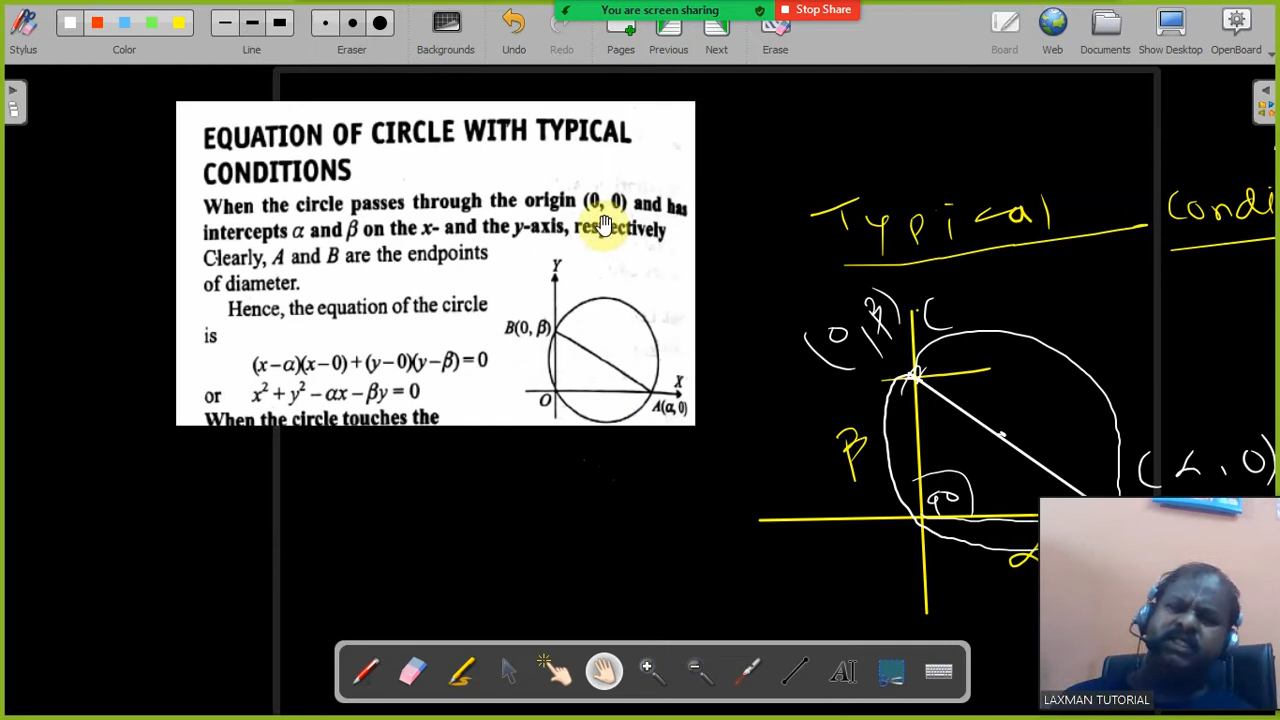 You are screen sharing
Stop Share
Stylus
Color
Line
Eraser
Backgrounds
Undo
Redo
Pages
Previous
Next
Erase
Board
Web
Documents
Show Desktop
OpenBoard
EQUATION OF CIRCLE WITH TYPICAL
CONDITIONS
When the circle passes through the origin (0, 0) and has
intercepts α and β on the x- and the y-axis, respectively
Clearly, A and B are the endpoints
of diameter.
Hence, the equation of the circle
is
(x−α)(x−0)+(y−0)(y−β)=0
or x² + y² − αx − βy = 0
When the circle touches the
Y
B(0, β)
O
X
A(α, 0)
Typical Condi
(0, β)
C
β
90
(α, 0)
α
LAXMAN TUTORIAL